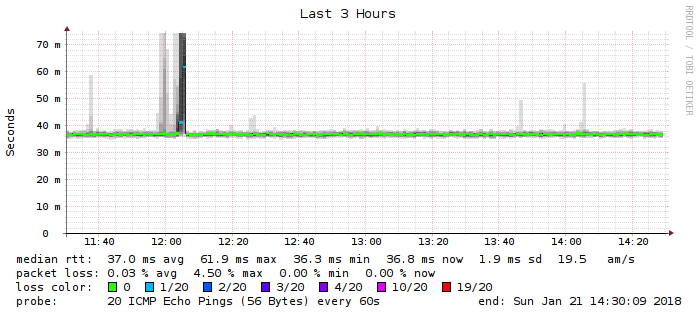 Last 3 Hours
RRDTOOL / TOBI OETIKER
Seconds
70 m
60 m
50 m
40 m
30 m
20 m
10 m
0
11:40 12:00 12:20 12:40 13:00 13:20 13:40 14:00 14:20
median rtt: 37.0 ms avg 61.9 ms max 36.3 ms min 36.8 ms now 1.9 ms sd 19.5 am/s
packet loss: 0.03 % avg 4.50 % max 0.00 % min 0.00 % now
loss color: 0 1/20 2/20 3/20 4/20 10/20 19/20
probe: 20 ICMP Echo Pings (56 Bytes) every 60s end: Sun Jan 21 14:30:09 2018